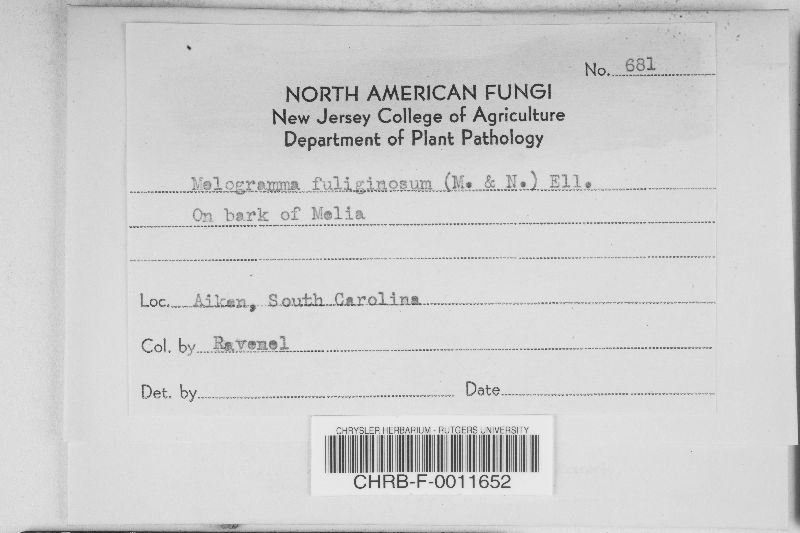 No. 681
NORTH AMERICAN FUNGI
New Jersey College of Agriculture
Department of Plant Pathology
Melogramma fuliginosum (M. & N.) Ell.
On bark of Melia
Loc. Aiken, South Carolina
Col. by Ravenel
Det. by Date
CHRYSLER HERBARIUM - RUTGERS UNIVERSITY
CHRB-F-0011652